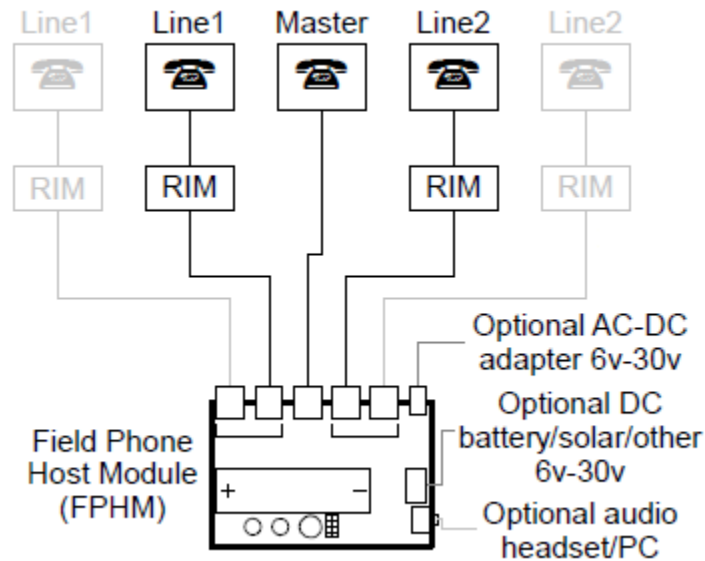 Line1 Line1 Master Line2 Line2
RIM RIM RIM RIM
Optional AC-DC
adapter 6v-30v
Optional DC
battery/solar/other
6v-30v
Field Phone
Host Module
(FPHM)
+ −
Optional audio
headset/PC